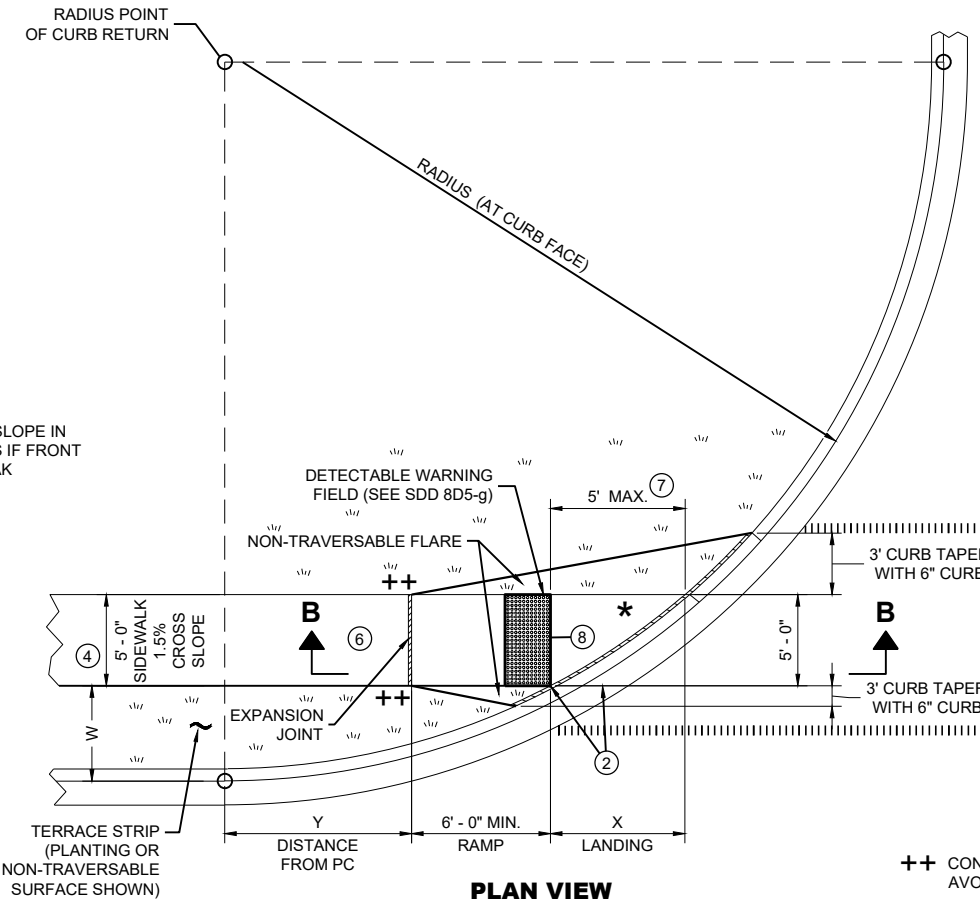 RADIUS POINT
OF CURB RETURN
RADIUS (AT CURB FACE)
SLOPE IN
IF FRONT
DETECTABLE WARNING
FIELD (SEE SDD 8D5-g)
5' MAX.
7
NON-TRAVERSABLE FLARE
3' CURB TAPER
WITH 6" CURB
++
B
6
*
8
B
4
5' - 0"
SIDEWALK
1.5%
CROSS
SLOPE
5' - 0"
++
3' CURB TAPER
WITH 6" CURB
EXPANSION
JOINT
W
2
Y
6' - 0" MIN.
X
DISTANCE
FROM PC
RAMP
LANDING
TERRACE STRIP
(PLANTING OR
NON-TRAVERSABLE
SURFACE SHOWN)
PLAN VIEW
++ CON
AVO